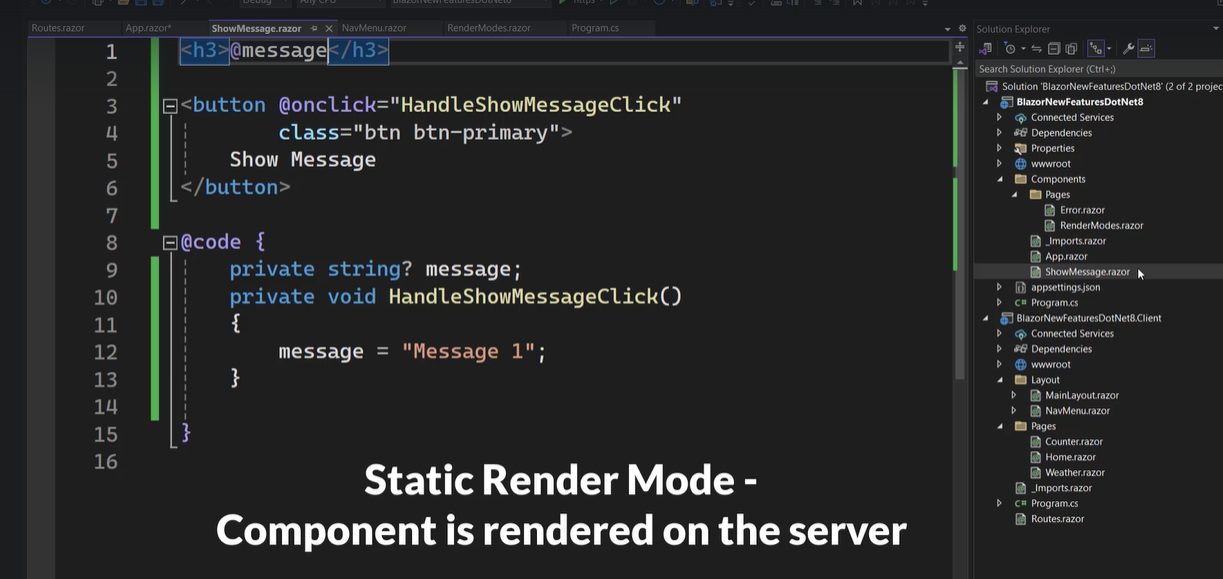 Routes.razor App.razor* ShowMessage.razor NavMenu.razor RenderModes.razor Program.cs
Solution Explorer
Search Solution Explorer (Ctrl+;)
1 <h3>@message</h3>
2
3 <button @onclick="HandleShowMessageClick"
4 class="btn btn-primary">
5 Show Message
6 </button>
7
8 @code {
9 private string? message;
10 private void HandleShowMessageClick()
11 {
12 message = "Message 1";
13 }
14
15 }
16
Static Render Mode -
Component is rendered on the server
Solution 'BlazorNewFeaturesDotNet8' (2 of 2 projec
BlazorNewFeaturesDotNet8
Connected Services
Dependencies
Properties
wwwroot
Components
Pages
Error.razor
RenderModes.razor
_Imports.razor
App.razor
ShowMessage.razor
appsettings.json
C# Program.cs
BlazorNewFeaturesDotNet8.Client
Connected Services
Dependencies
wwwroot
Layout
MainLayout.razor
NavMenu.razor
Pages
Counter.razor
Home.razor
Weather.razor
_Imports.razor
C# Program.cs
Routes.razor